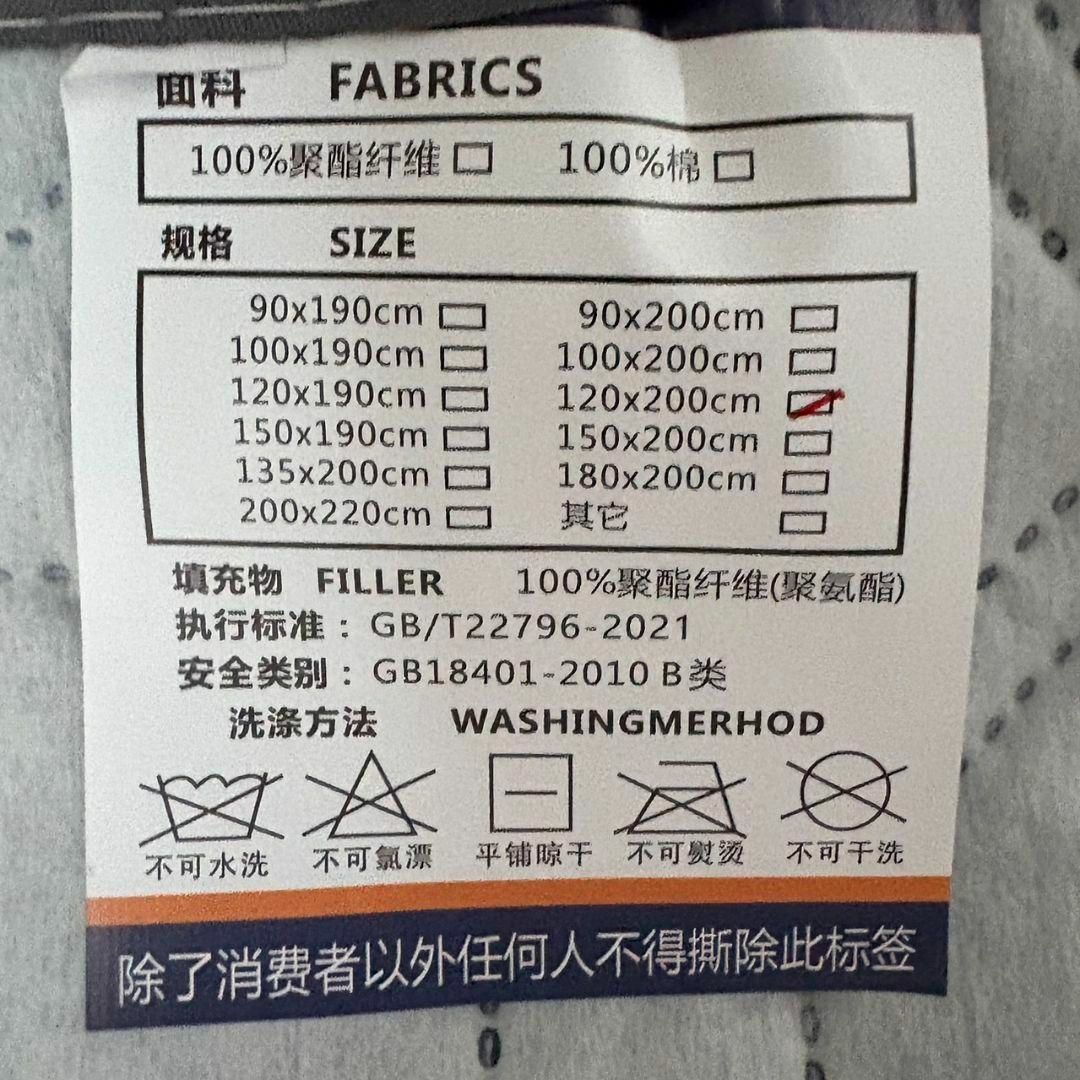 面料 FABRICS
100%聚酯纤维 100%棉
规格 SIZE
90x190cm 90x200cm
100x190cm 100x200cm
120x190cm 120x200cm
150x190cm 150x200cm
135x200cm 180x200cm
200x220cm 其它
填充物 FILLER 100%聚酯纤维(聚氨酯)
执行标准：GB/T22796-2021
安全类别：GB18401-2010 B类
洗涤方法 WASHINGMERHOD
不可水洗 不可氯漂 平铺晾干 不可熨烫 不可干洗
除了消费者以外任何人不得撕除此标签